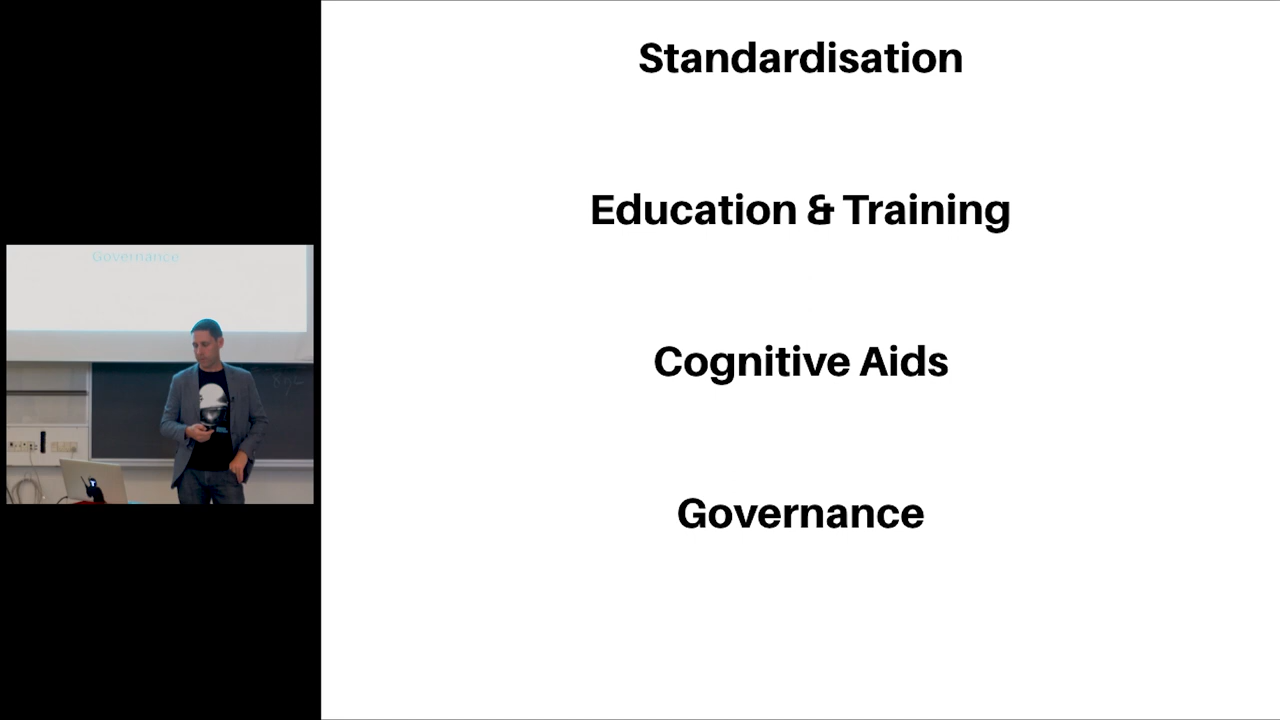 Standardisation
Education & Training
Cognitive Aids
Governance
Governance